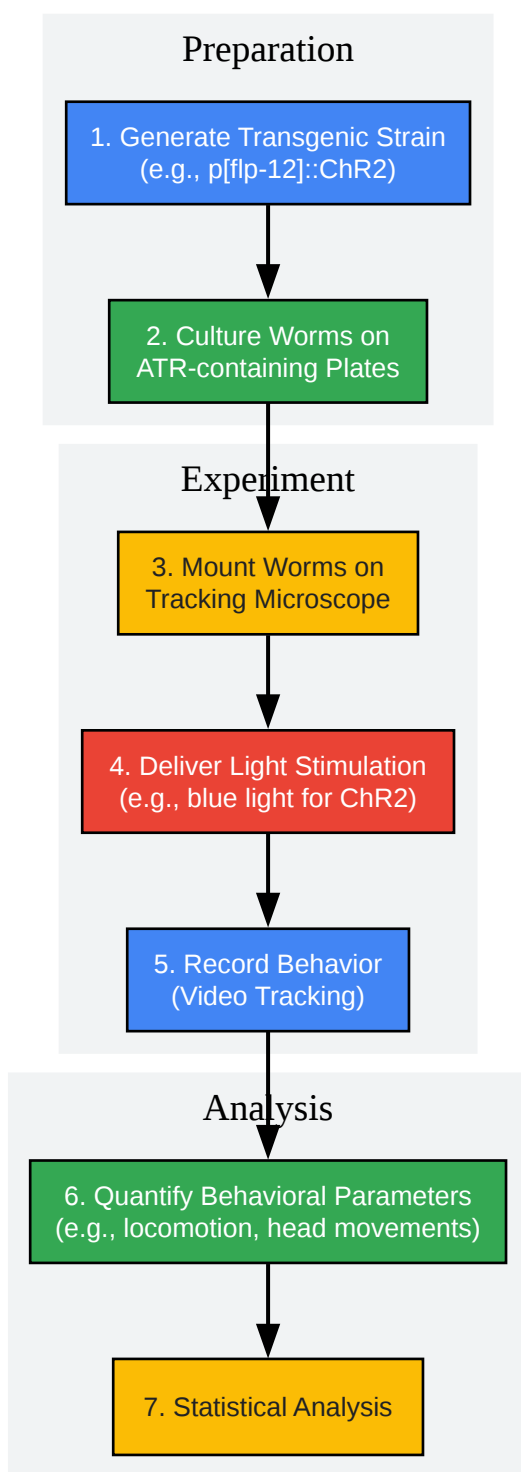 Preparation
1. Generate Transgenic Strain
(e.g., p[flp-12]::ChR2)
2. Culture Worms on
ATR-containing Plates
Experiment
3. Mount Worms on
Tracking Microscope
4. Deliver Light Stimulation
(e.g., blue light for ChR2)
5. Record Behavior
(Video Tracking)
Analysis
6. Quantify Behavioral Parameters
(e.g., locomotion, head movements)
7. Statistical Analysis